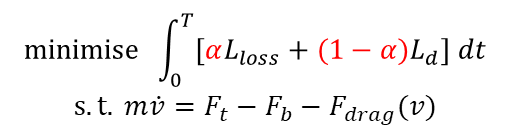 minimise ∫₀ᵀ [αL_loss + (1 − α)L_d] dt
s.t. mv̇ = F_t − F_b − F_drag(v)